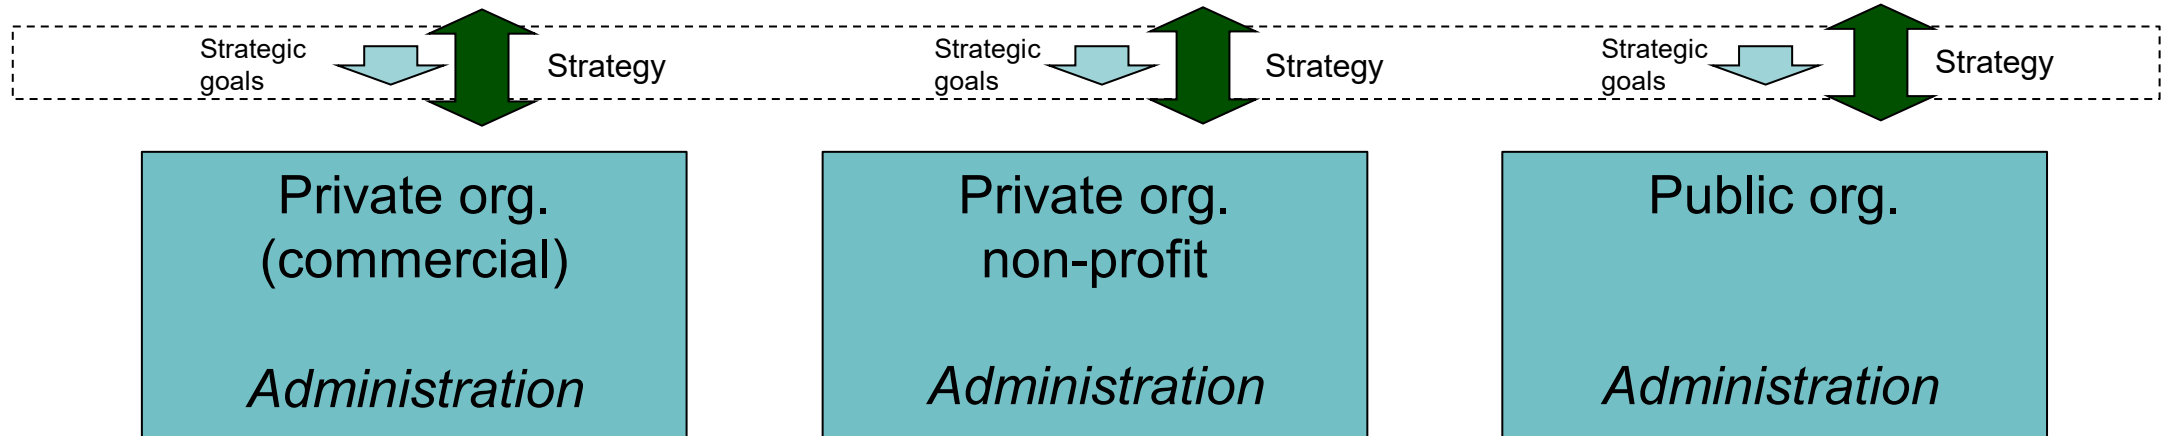 Strategic
goals
Strategy
Strategic
goals
Strategy
Strategic
goals
Strategy
Private org.
(commercial)
Administration
Private org.
non-profit
Administration
Public org.
Administration